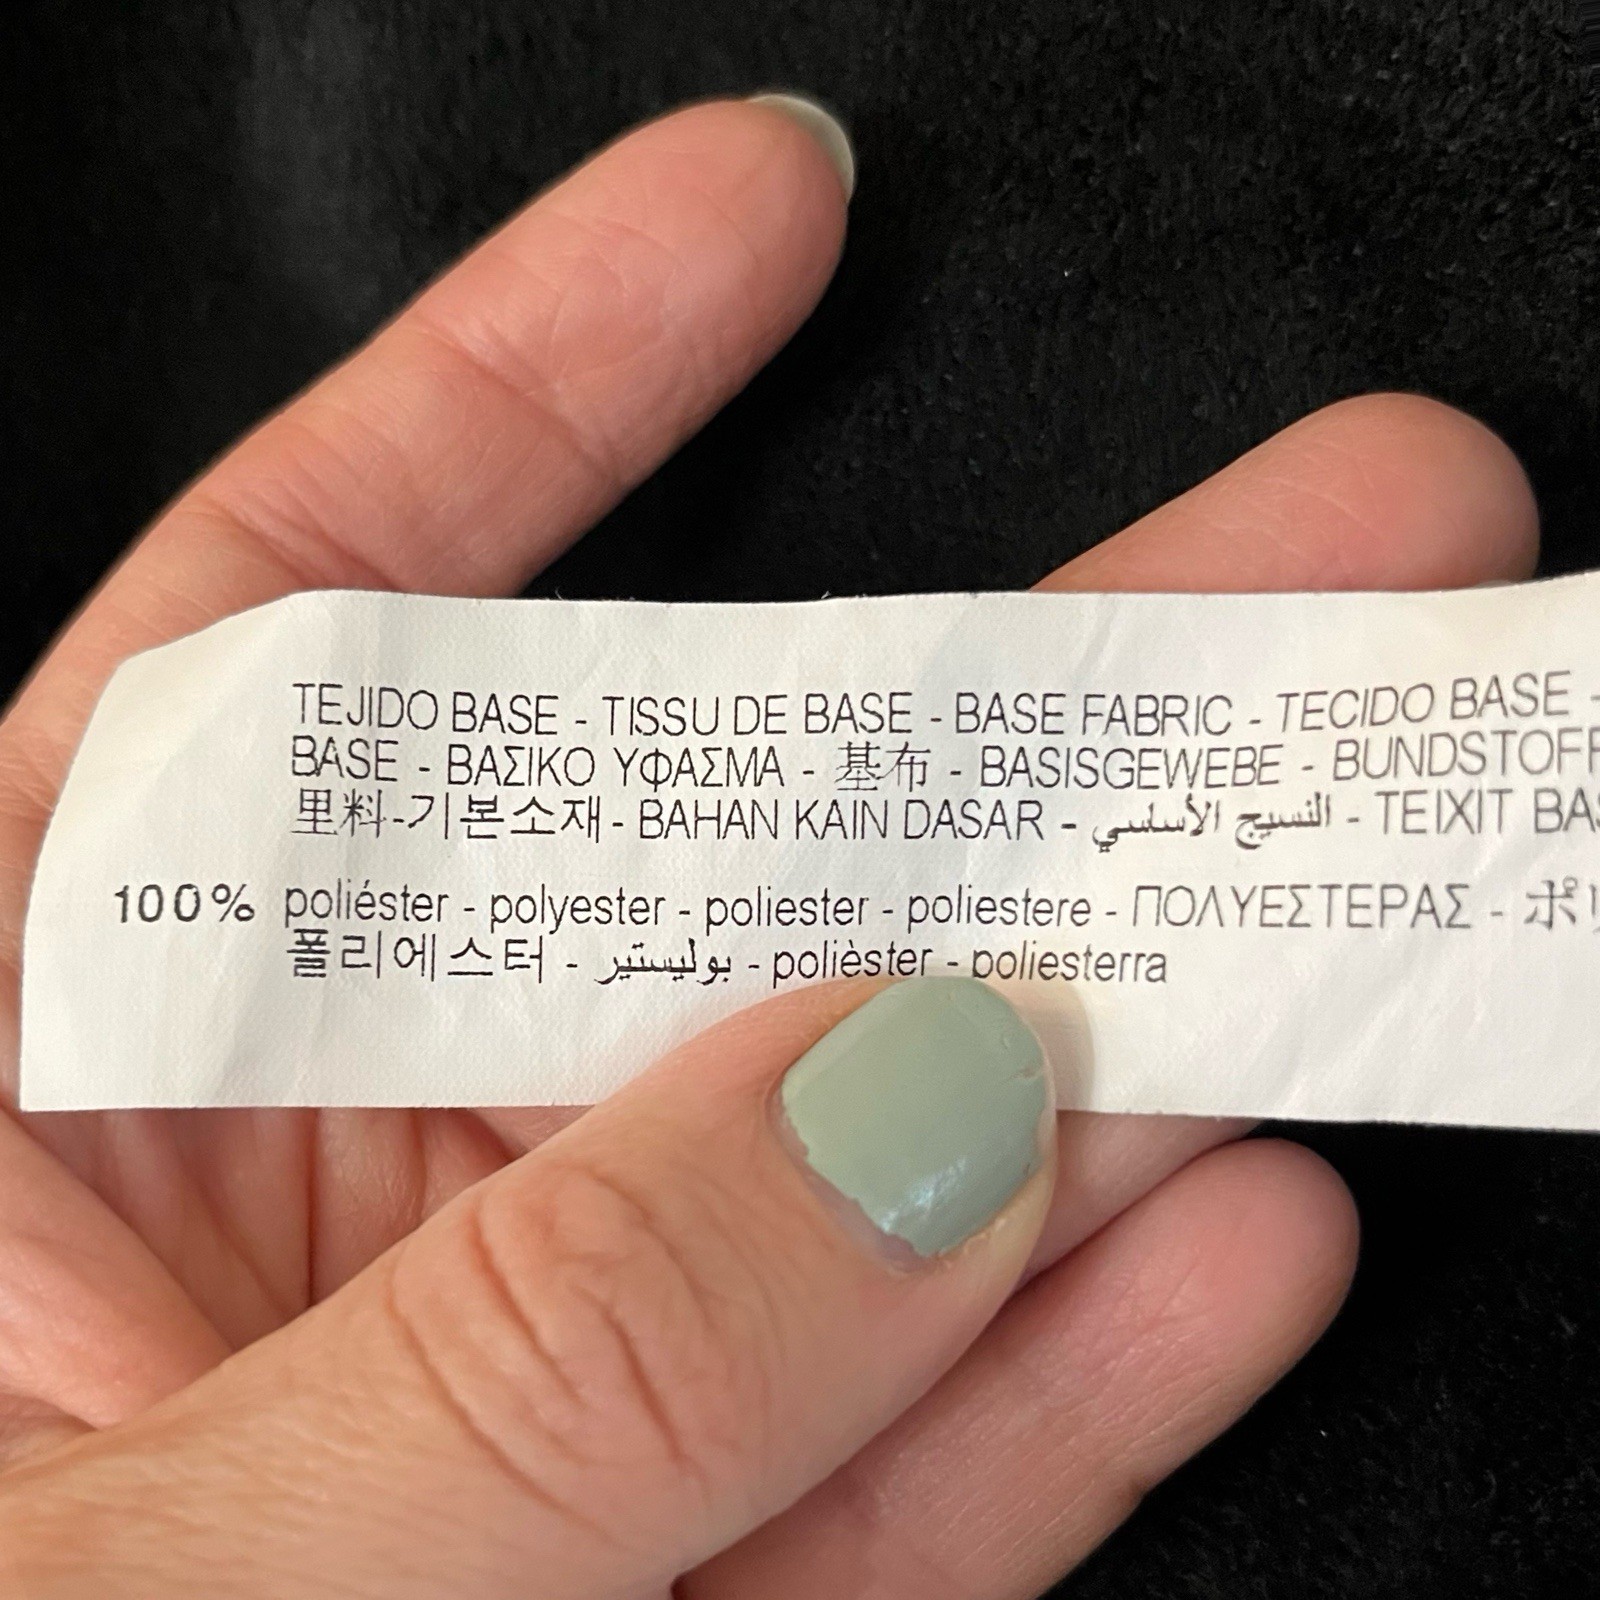 TEJIDO BASE - TISSU DE BASE - BASE FABRIC - TECIDO BASE -
BASE - ΒΑΣΙΚΟ ΥΦΑΣΜΑ - 基布 - BASISGEWEBE - BUNDSTOFF
里料-기본소재- BAHAN KAIN DASAR - النسيج الأساسي - TEIXIT
100% poliéster - polyester - poliester - poliestere - ΠΟΛΥΕΣΤΕΡΑΣ -
폴리에스터 - بوليستير - polièster - poliesterra